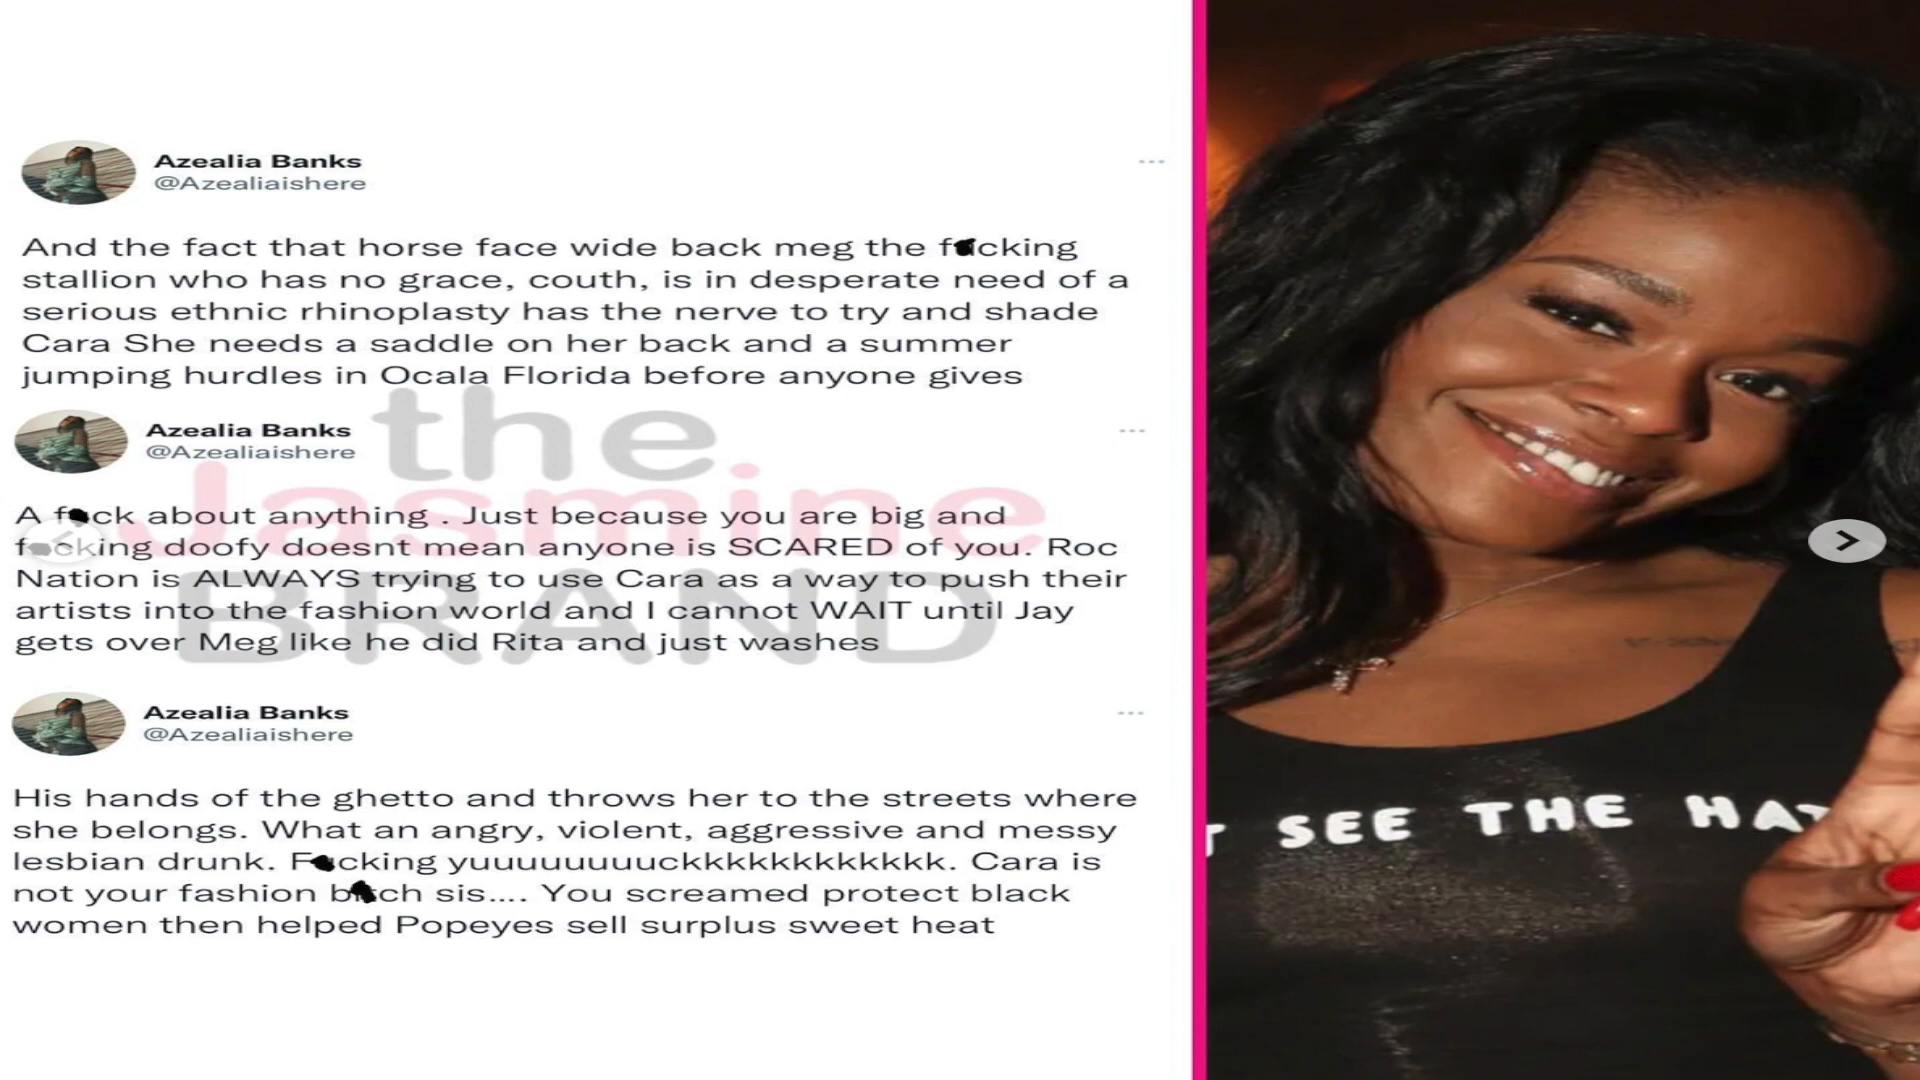 Azealia Banks
@Azealiaishere
And the fact that horse face wide back meg the f cking
stallion who has no grace, couth, is in desperate need of a
serious ethnic rhinoplasty has the nerve to try and shade
Cara She needs a saddle on her back and a summer
jumping hurdles in Ocala Florida before anyone gives
Azealia Banks
@Azealiaishere
A f ck about anything . Just because you are big and
f cking doofy doesnt mean anyone is SCARED of you. Roc
Nation is ALWAYS trying to use Cara as a way to push their
artists into the fashion world and I cannot WAIT until Jay
gets over Meg like he did Rita and just washes
Azealia Banks
@Azealiaishere
His hands of the ghetto and throws her to the streets where
she belongs. What an angry, violent, aggressive and messy
lesbian drunk. F cking yuuuuuuuuuckkkkkkkkkkkkk. Cara is
not your fashion b tch sis.... You screamed protect black
women then helped Popeyes sell surplus sweet heat
the
Jasmine
BRAND
SEE THE